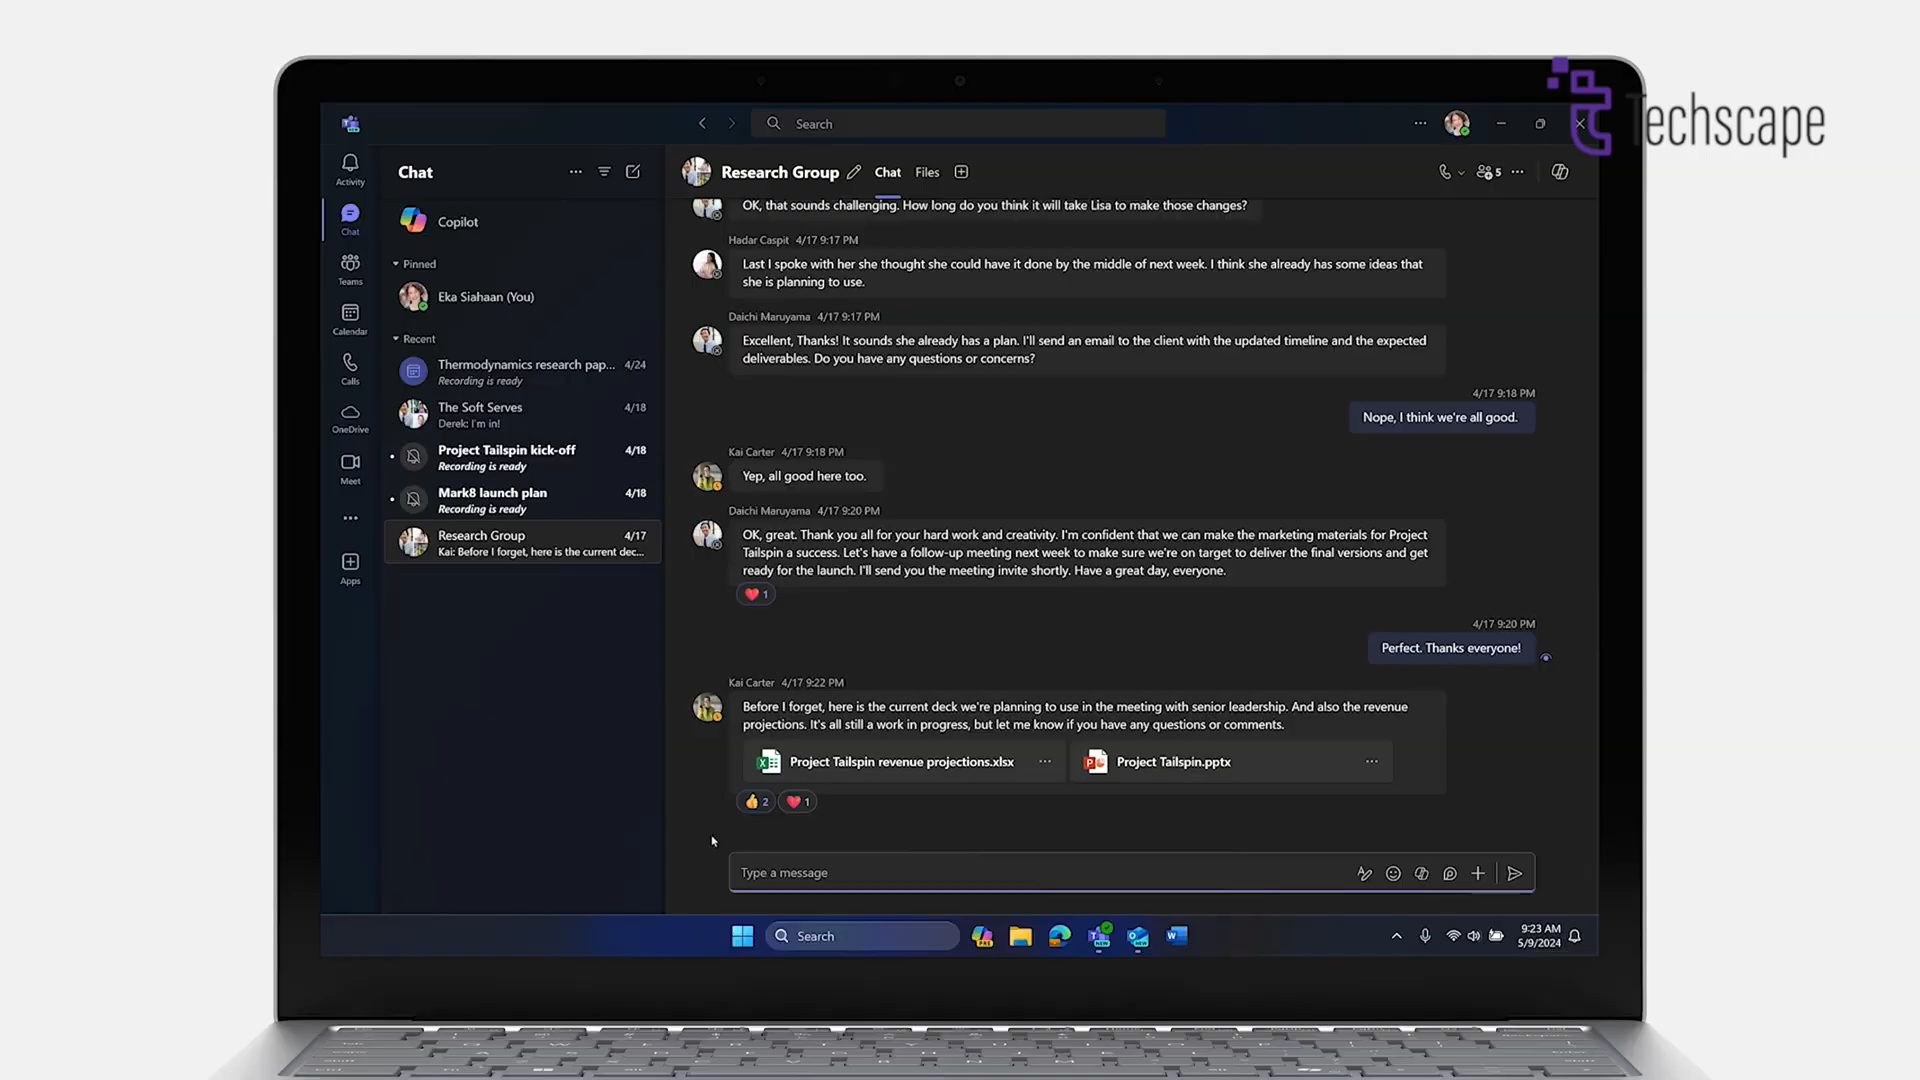 Techscape
Search
Activity
Chat
Teams
Calendar
Calls
OneDrive
Meet
Apps
Chat
Copilot
Pinned
Eka Siahaan (You)
Recent
Thermodynamics research pap... 4/24
Recording is ready
The Soft Serves 4/18
Derek: I'm in!
Project Tailspin kick-off 4/18
Recording is ready
Mark8 launch plan 4/18
Recording is ready
Research Group 4/17
Kai: Before I forget, here is the current dec...
Research Group Chat Files 5
OK, that sounds challenging. How long do you think it will take Lisa to make those changes?
Hadar Caspit 4/17 9:17 PM
Last I spoke with her she thought she could have it done by the middle of next week. I think she already has some ideas that
she is planning to use.
Daichi Maruyama 4/17 9:17 PM
Excellent, Thanks! It sounds she already has a plan. I'll send an email to the client with the updated timeline and the expected
deliverables. Do you have any questions or concerns?
4/17 9:18 PM
Nope, I think we're all good.
Kai Carter 4/17 9:18 PM
Yep, all good here too.
Daichi Maruyama 4/17 9:20 PM
OK, great. Thank you all for your hard work and creativity. I'm confident that we can make the marketing materials for Project
Tailspin a success. Let's have a follow-up meeting next week to make sure we're on target to deliver the final versions and get
ready for the launch. I'll send you the meeting invite shortly. Have a great day, everyone.
1
4/17 9:20 PM
Perfect. Thanks everyone!
Kai Carter 4/17 9:22 PM
Before I forget, here is the current deck we're planning to use in the meeting with senior leadership. And also the revenue
projections. It's all still a work in progress, but let me know if you have any questions or comments.
Project Tailspin revenue projections.xlsx Project Tailspin.pptx
2 1
Type a message
Search
9:23 AM
5/9/2024